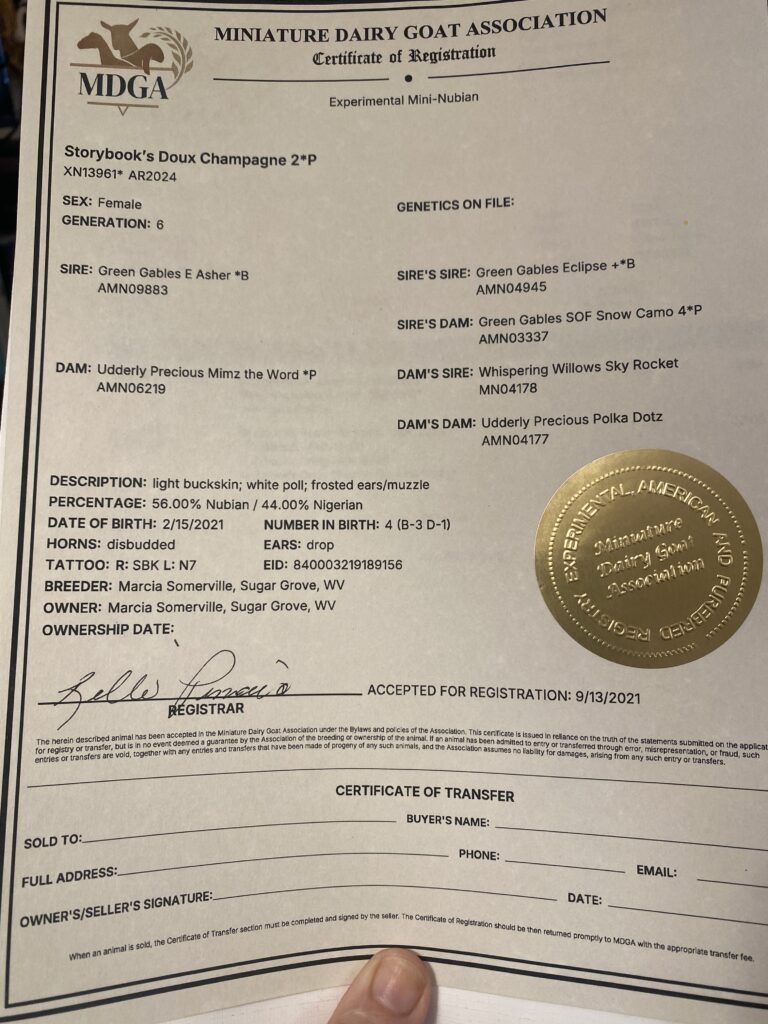 MDGA
MINIATURE DAIRY GOAT ASSOCIATION
Certificate of Registration
Experimental Mini-Nubian
Storybook's Doux Champagne 2*P
XN13961* AR2024
SEX: Female
GENERATION: 6
GENETICS ON FILE:
SIRE: Green Gables E Asher *B
AMN09883
SIRE'S SIRE: Green Gables Eclipse +*B
AMN04945
SIRE'S DAM: Green Gables SOF Snow Camo 4*P
AMN03337
DAM: Udderly Precious Mimz the Word *P
AMN06219
DAM'S SIRE: Whispering Willows Sky Rocket
MN04178
DAM'S DAM: Udderly Precious Polka Dotz
AMN04177
DESCRIPTION: light buckskin; white poll; frosted ears/muzzle
PERCENTAGE: 56.00% Nubian / 44.00% Nigerian
DATE OF BIRTH: 2/15/2021 NUMBER IN BIRTH: 4 (B-3 D-1)
HORNS: disbudded EARS: drop
TATTOO: R: SBK L: N7 EID: 840003219189156
BREEDER: Marcia Somerville, Sugar Grove, WV
OWNER: Marcia Somerville, Sugar Grove, WV
OWNERSHIP DATE:
EXPERIMENTAL, AMERICAN AND PUREBRED REGISTRY
Miniature
Dairy Goat
Association
REGISTRAR
ACCEPTED FOR REGISTRATION: 9/13/2021
The herein described animal has been accepted in the Miniature Dairy Goat Association under the Bylaws and policies of the Association. This certificate is issued in reliance on the truth of the statements submitted on the applicat
for registry or transfer, but is in no event deemed a guarantee by the Association of the breeding or ownership of the animal. If an animal has been admitted to entry or transferred through error, misrepresentation, or fraud, such
entries or transfers are void, together with any entries and transfers that have been made of progeny of any such animals, and the Association assumes no liability for damages, arising from any such entry or transfers.
CERTIFICATE OF TRANSFER
SOLD TO: BUYER'S NAME:
FULL ADDRESS: PHONE: EMAIL:
OWNER'S/SELLER'S SIGNATURE: DATE:
When an animal is sold, the Certificate of Transfer section must be completed and signed by the seller. The Certificate of Registration should be then returned promptly to MDGA with the appropriate transfer fee.